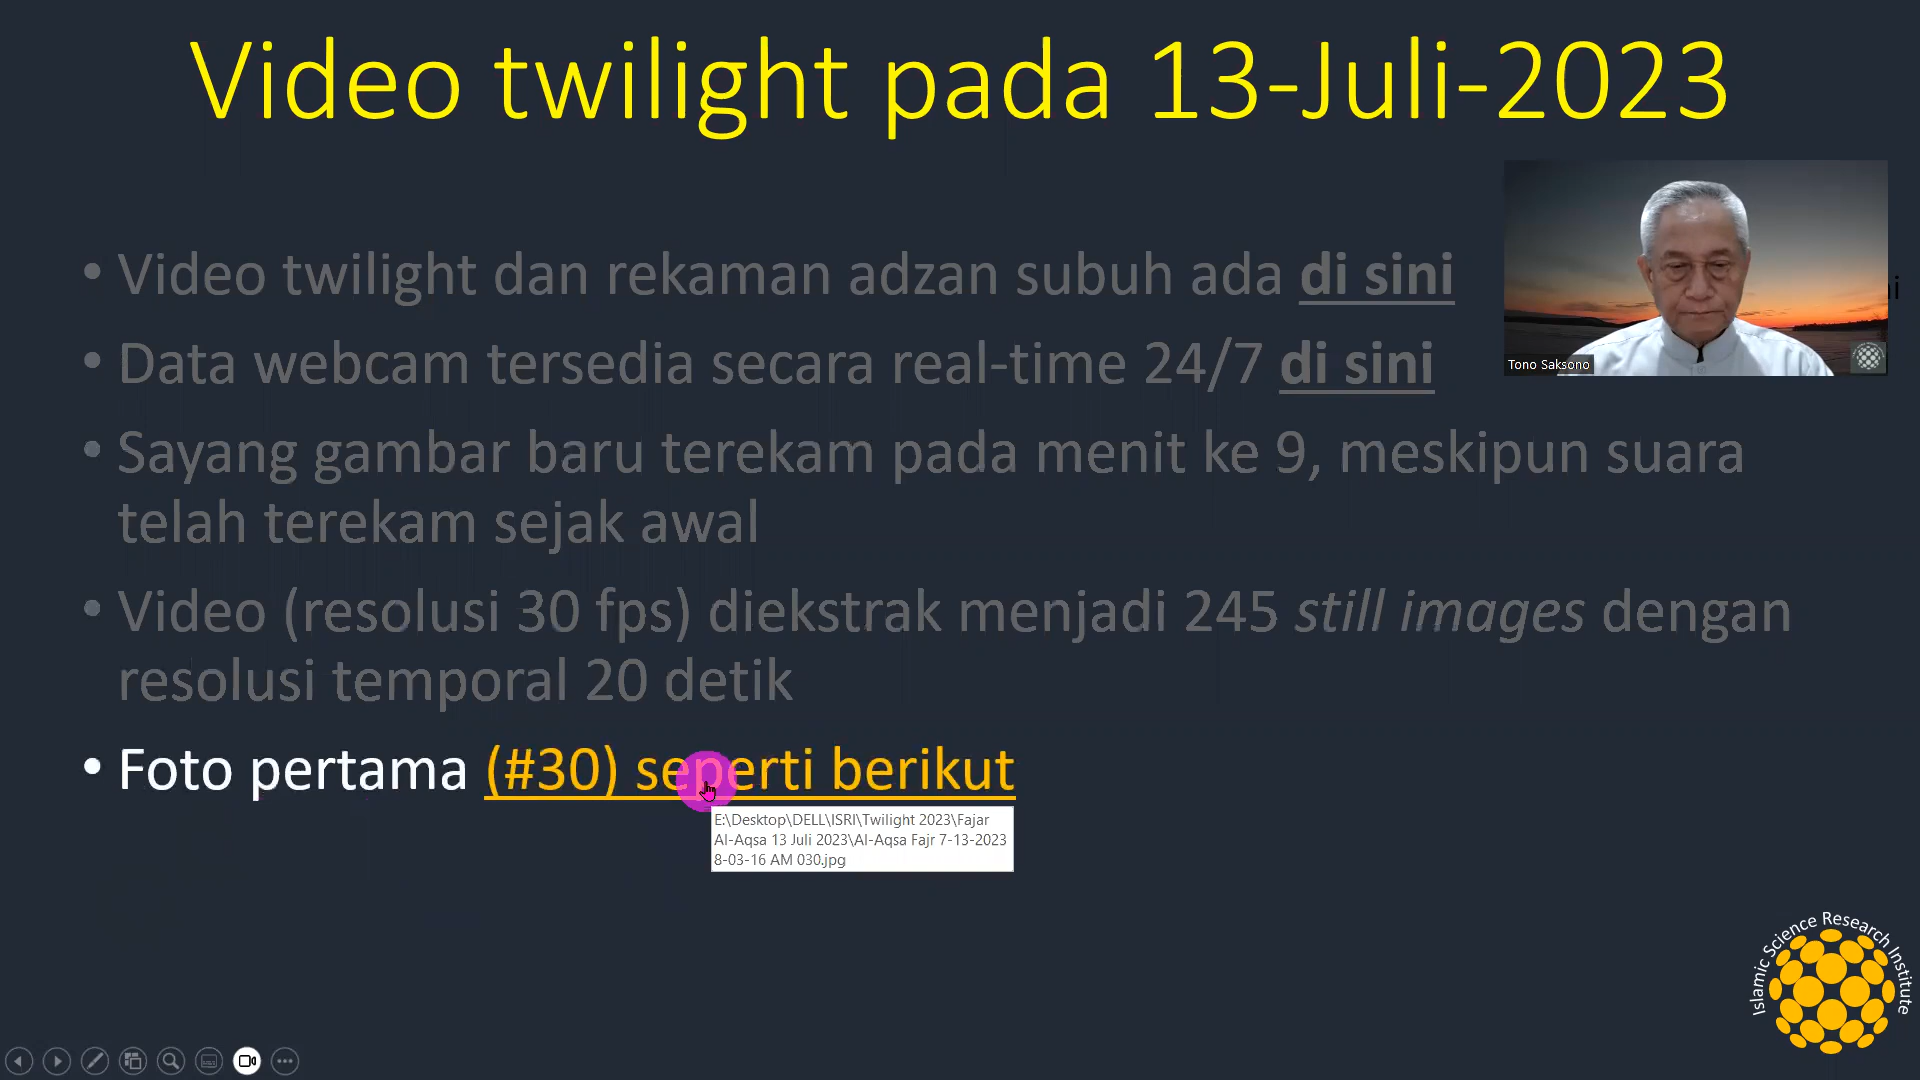 Video twilight pada 13-Juli-2023
• Video twilight dan rekaman adzan subuh ada di sini
• Data webcam tersedia secara real-time 24/7 di sini
• Sayang gambar baru terekam pada menit ke 9, meskipun suara
telah terekam sejak awal
• Video (resolusi 30 fps) diekstrak menjadi 245 still images dengan
resolusi temporal 20 detik
• Foto pertama (#30) seperti berikut
E:\Desktop\DELL\ISRI\Twilight 2023\Fajar
Al-Aqsa 13 Juli 2023\Al-Aqsa Fajr 7-13-2023
8-03-16 AM 030.jpg
Tono Saksono
Islamic Science Research Institute